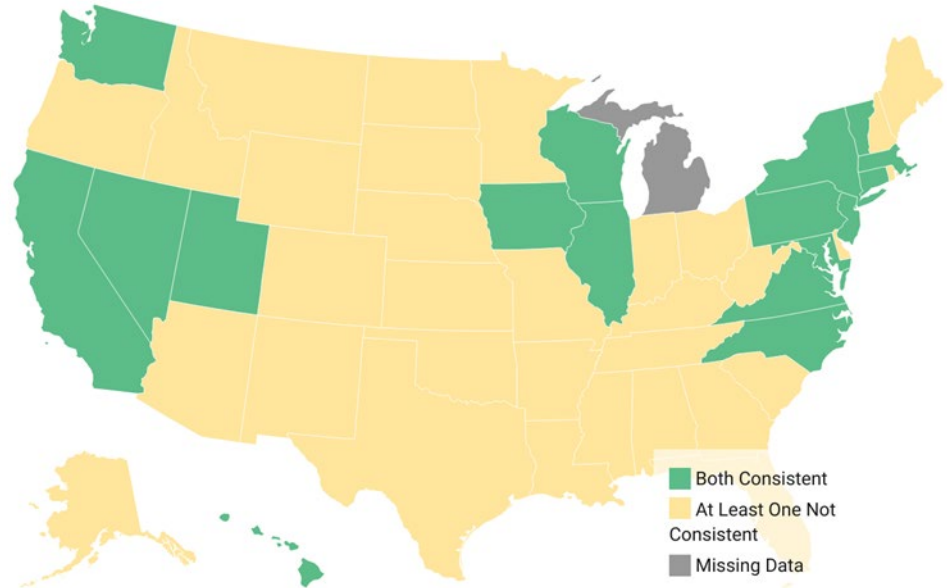 Both Consistent
At Least One Not
Consistent
Missing Data